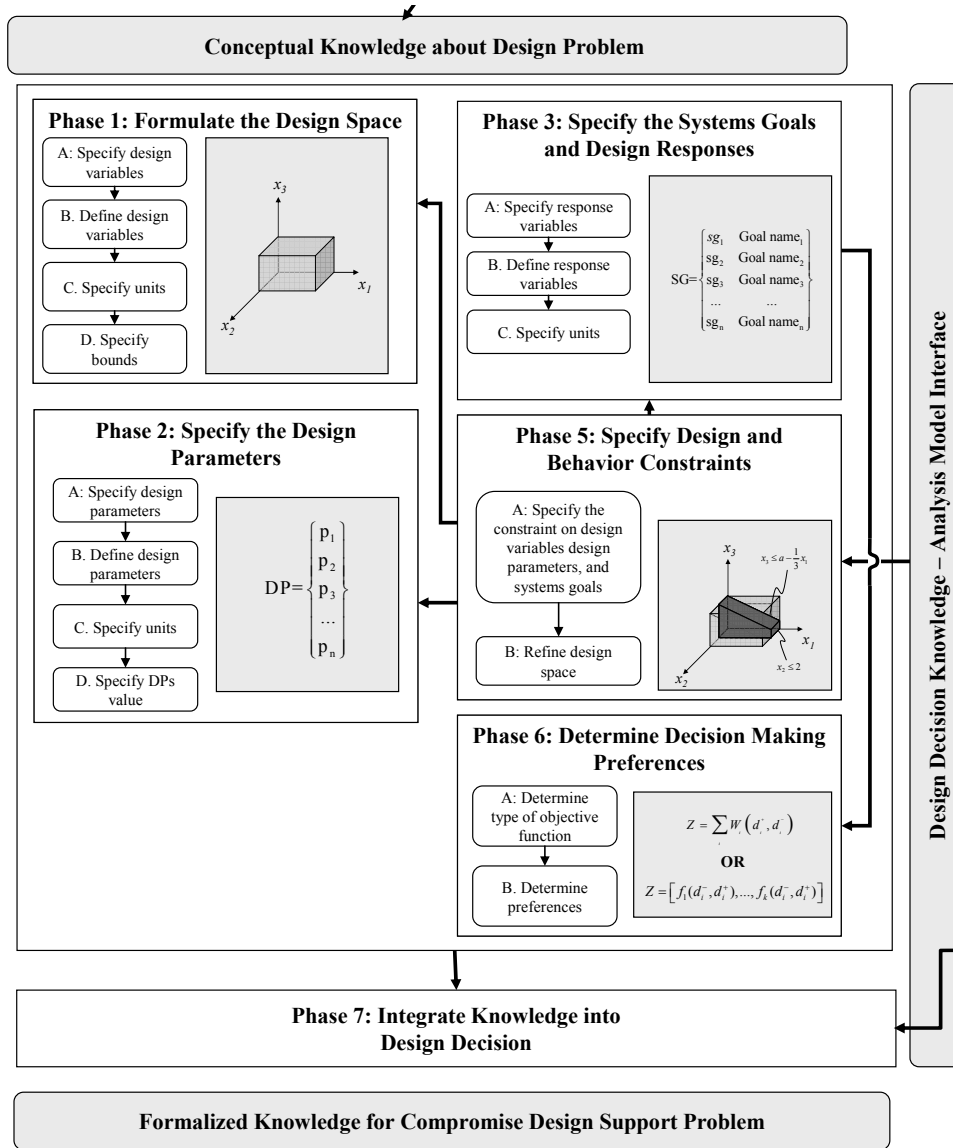 Conceptual Knowledge about Design Problem
Phase 1: Formulate the Design Space
A: Specify design
variables
B. Define design
variables
C. Specify units
D. Specify
bounds
x3
x1
x2
Phase 2: Specify the Design
Parameters
A: Specify design
parameters
B. Define design
parameters
C. Specify units
D. Specify DPs
value
DP={
p1
p2
p3
...
pn
}
Phase 3: Specify the Systems Goals
and Design Responses
A: Specify response
variables
B. Define response
variables
C. Specify units
SG={
sg1 Goal name1
sg2 Goal name2
sg3 Goal name3
... ...
sgn Goal namen
}
Phase 5: Specify Design and
Behavior Constraints
A: Specify the
constraint on design
variables design
parameters, and
systems goals
B: Refine design
space
x3
x3 ≤ a − 1/3 x1
x1
x2 ≤ 2
x2
Phase 6: Determine Decision Making
Preferences
A: Determine
type of objective
function
B. Determine
preferences
Z = ∑ Wi (di-, di-)
OR
Z = [f1(di−, di+),..., fk(di−, di+)]
Design Decision Knowledge – Analysis Model Interface
Phase 7: Integrate Knowledge into
Design Decision
Formalized Knowledge for Compromise Design Support Problem